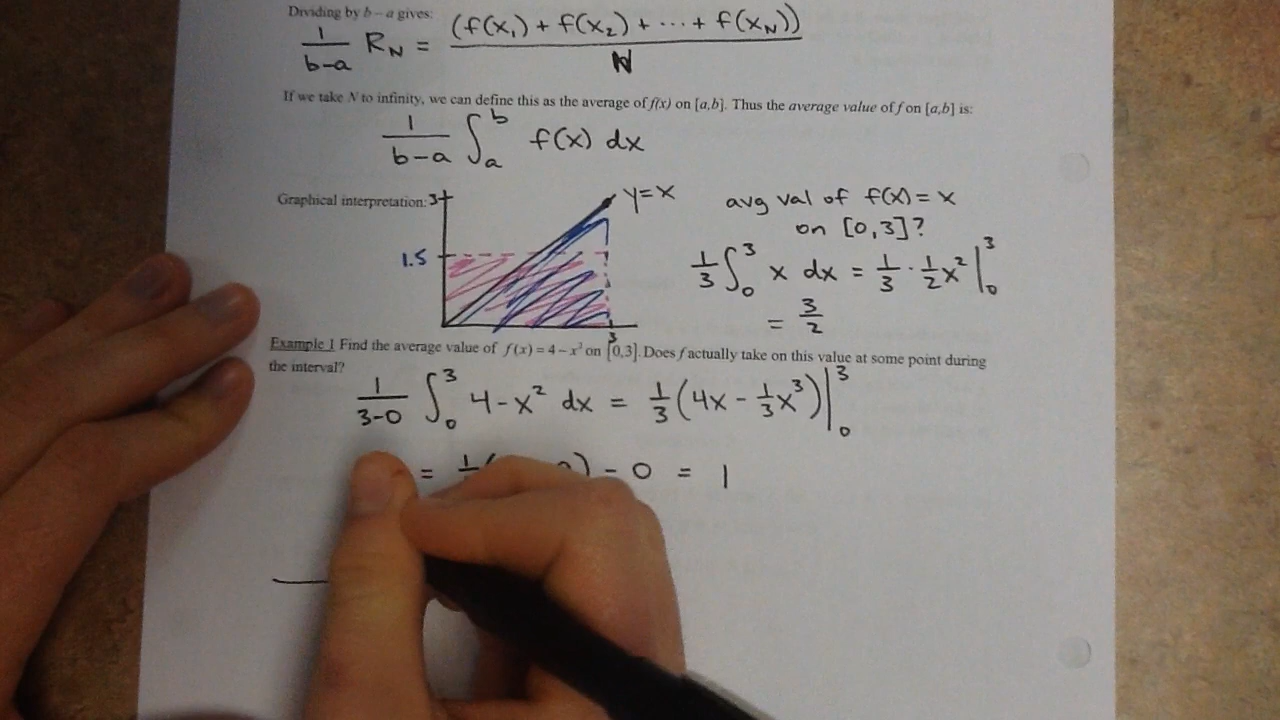 Dividing by b – a gives:
1/(b-a) R_N = (f(x₁) + f(x₂) + ··· + f(x_N))/N
If we take N to infinity, we can define this as the average of f(x) on [a,b]. Thus the average value of f on [a,b] is:
1/(b-a) ∫_a^b f(x) dx
Graphical interpretation:
3
y=x
1.5
3
avg val of f(x) = x
on [0,3]?
1/3 ∫_0^3 x dx = 1/3 · 1/2 x² |_0^3
= 3/2
Example 1 Find the average value of f(x) = 4 – x² on [0,3]. Does f actually take on this value at some point during
the interval?
1/(3-0) ∫_0^3 4-x² dx = 1/3 (4x - 1/3 x³) |_0^3
= - 0 = 1